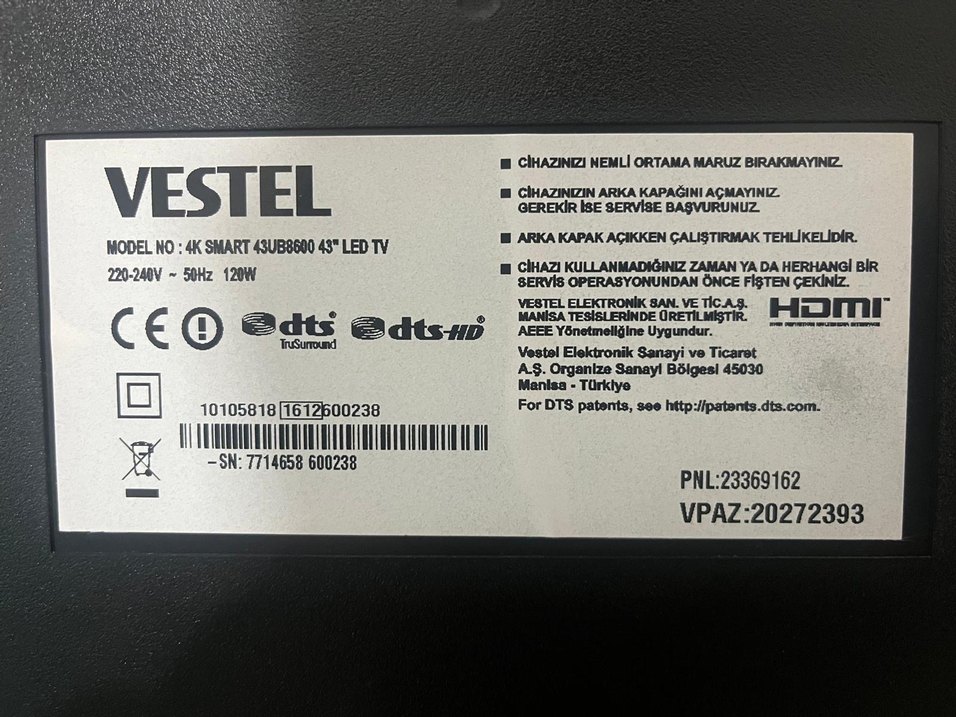 VESTEL
MODEL NO : 4K SMART 43UB8600 43" LED TV
220-240V ~ 50Hz 120W
CE
dts
TruSurround
dts-HD
10105818 1612600238
-SN: 7714658 600238
■ CİHAZINIZI NEMLİ ORTAMA MARUZ BIRAKMAYINIZ.
■ CİHAZINIZIN ARKA KAPAĞINI AÇMAYINIZ.
GEREKİR İSE SERVİSE BAŞVURUNUZ.
■ ARKA KAPAK AÇIKKEN ÇALIŞTIRMAK TEHLİKELİDİR.
■ CİHAZI KULLANMADIĞINIZ ZAMAN YA DA HERHANGİ BİR
SERVİS OPERASYONUNDAN ÖNCE FİŞTEN ÇEKİNİZ.
VESTEL ELEKTRONİK SAN. VE TİC.A.Ş.
MANİSA TESİSLERİNDE ÜRETİLMİŞTİR.
AEEE Yönetmeliğine Uygundur.
HDMI
HIGH DEFINITION MULTIMEDIA INTERFACE
Vestel Elektronik Sanayi ve Ticaret
A.Ş. Organize Sanayi Bölgesi 45030
Manisa - Türkiye
For DTS patents, see http://patents.dts.com.
PNL:23369162
VPAZ:20272393